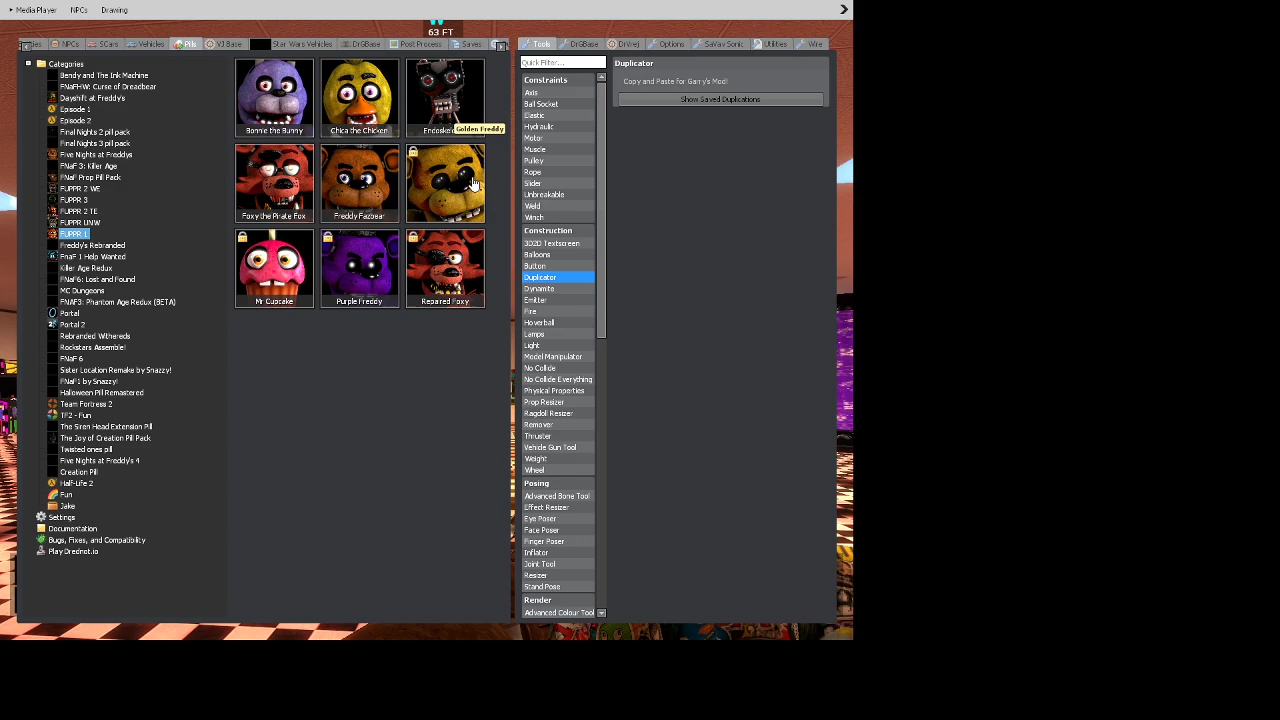 Media Player NPCs Drawing
63 FT
NPCs SCars Vehicles Pills VJ Base Star Wars Vehicles DrGBase Post Process Saves
Categories
Bendy and The Ink Machine
FNaFHW: Curse of Dreadbear
Dayshift at Freddy's
Episode 1
Episode 2
Final Nights 2 pill pack
Final Nights 3 pill pack
Five Nights at Freddys
FNaF 3: Killer Age
FNaF Prop Pill Pack
FUPPR 2 WE
FUPPR 3
FUPPR 2 TE
FUPPR UNW
FUPPR 1
Freddy's Rebranded
FnaF 1 Help Wanted
Killer Age Redux
FNaF6: Lost and Found
MC Dungeons
FNAF3: Phantom Age Redux (BETA)
Portal
Portal 2
Rebranded Withereds
Rockstars Assemble!
FNaF 6
Sister Location Remake by Snazzy!
FNaF1 by Snazzy!
Halloween Pill Remastered
Team Fortress 2
TF2 - Fun
The Siren Head Extension Pill
The Joy of Creation Pill Pack
Twisted ones pill
Five Nights at Freddy's 4
Creation Pill
Half-Life 2
Fun
Jake
Settings
Documentation
Bugs, Fixes, and Compatibility
Play Drednot.io
Bonnie the Bunny
Chica the Chicken
Golden Freddy
Foxy the Pirate Fox
Freddy Fazbear
Mr Cupcake
Purple Freddy
Repaired Foxy
Tools DrGBase DrVrej Options SaVav Sonic Utilities Wire
Quick Filter...
Constraints
Axis
Ball Socket
Elastic
Hydraulic
Motor
Muscle
Pulley
Rope
Slider
Unbreakable
Weld
Winch
Construction
3D2D Textscreen
Balloons
Button
Duplicator
Dynamite
Emitter
Fire
Hoverball
Lamps
Light
Model Manipulator
No Collide
No Collide Everything
Physical Properties
Prop Resizer
Ragdoll Resizer
Remover
Thruster
Vehicle Gun Tool
Weight
Wheel
Posing
Advanced Bone Tool
Effect Resizer
Eye Poser
Face Poser
Finger Poser
Inflator
Joint Tool
Resizer
Stand Pose
Render
Advanced Colour Tool
Duplicator
Copy and Paste for Garry's Mod!
Show Saved Duplications